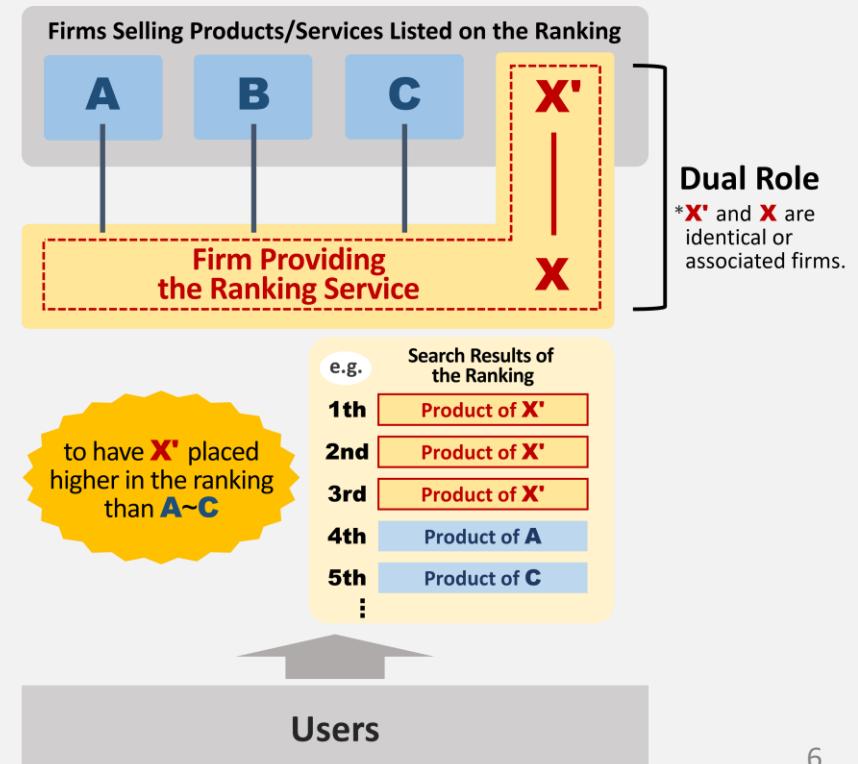 Firms Selling Products/Services Listed on the Ranking
A
B
C
X'
Dual Role
*X' and X are
identical or
associated firms.
Firm Providing
the Ranking Service
X
e.g.
Search Results of
the Ranking
1th Product of X'
2nd Product of X'
3rd Product of X'
4th Product of A
5th Product of C
⋮
to have X' placed
higher in the ranking
than A~C
Users
6